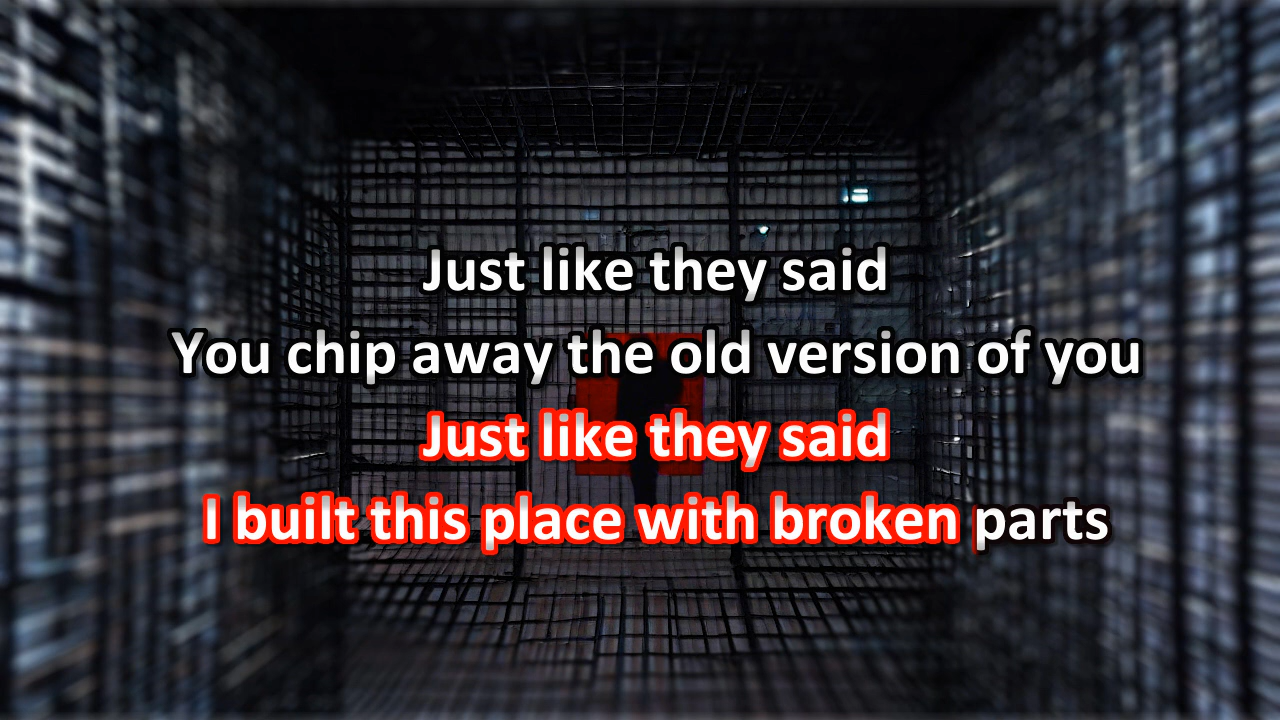 Just like they said
You chip away the old version of you
Just like they said
I built this place with broken parts